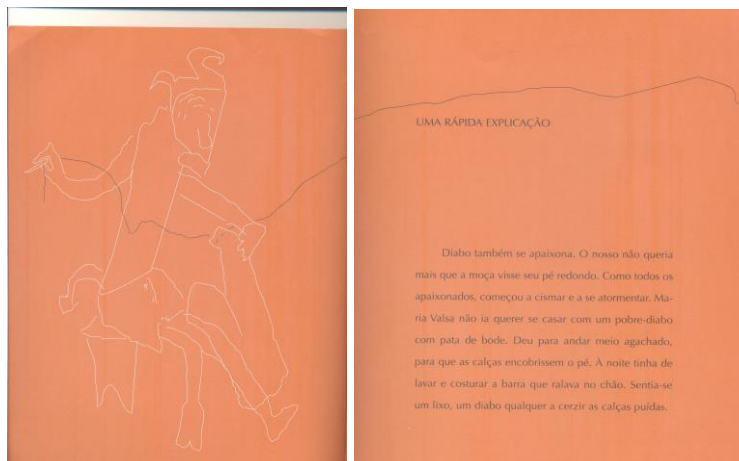 UMA RÁPIDA EXPLICAÇÃO
Diabo também se apaixona. O nosso não queria
mais que a moça visse seu pé redondo. Como todos os
apaixonados, começou a cismar e a se atormentar. Ma-
ria Valsa não ia querer se casar com um pobre-diabo
com pata de bode. Deu para andar meio agachado,
para que as calças encobrissem o pé. À noite tinha de
lavar e costurar a barra que ralava no chão. Sentia-se
um lixo, um diabo qualquer a cerzir as calças puídas.